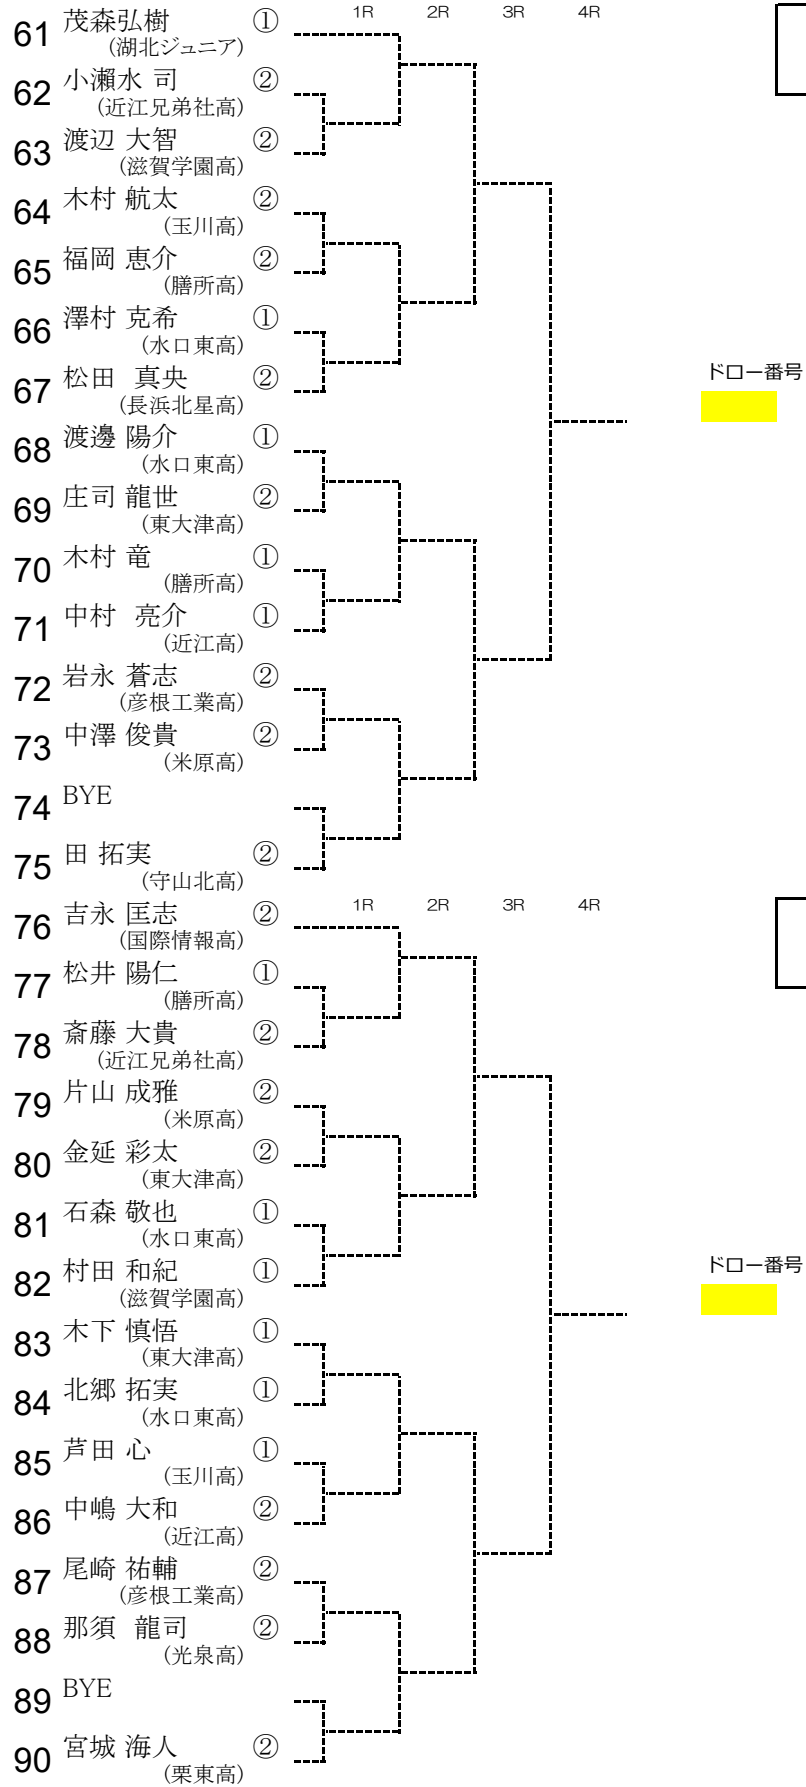 1R 2R 3R 4R
61 茂森弘樹 ①
(湖北ジュニア)
62 小瀬水 司 ②
(近江兄弟社高)
63 渡辺 大智 ②
(滋賀学園高)
64 木村 航太 ②
(玉川高)
65 福岡 恵介 ②
(膳所高)
66 澤村 克希 ①
(水口東高)
67 松田 真央 ②
(長浜北星高)
ドロー番号
68 渡邊 陽介 ①
(水口東高)
69 庄司 龍世 ②
(東大津高)
70 木村 竜 ①
(膳所高)
71 中村 亮介 ①
(近江高)
72 岩永 蒼志 ②
(彦根工業高)
73 中澤 俊貴 ②
(米原高)
74 BYE
75 田 拓実 ②
(守山北高)
1R 2R 3R 4R
76 吉永 匡志 ②
(国際情報高)
77 松井 陽仁 ①
(膳所高)
78 斎藤 大貴 ②
(近江兄弟社高)
79 片山 成雅 ②
(米原高)
80 金延 彩太 ②
(東大津高)
81 石森 敬也 ①
(水口東高)
82 村田 和紀 ①
(滋賀学園高)
ドロー番号
83 木下 慎悟 ①
(東大津高)
84 北郷 拓実 ①
(水口東高)
85 芦田 心 ①
(玉川高)
86 中嶋 大和 ②
(近江高)
87 尾崎 祐輔 ②
(彦根工業高)
88 那須 龍司 ②
(光泉高)
89 BYE
90 宮城 海人 ②
(栗東高)